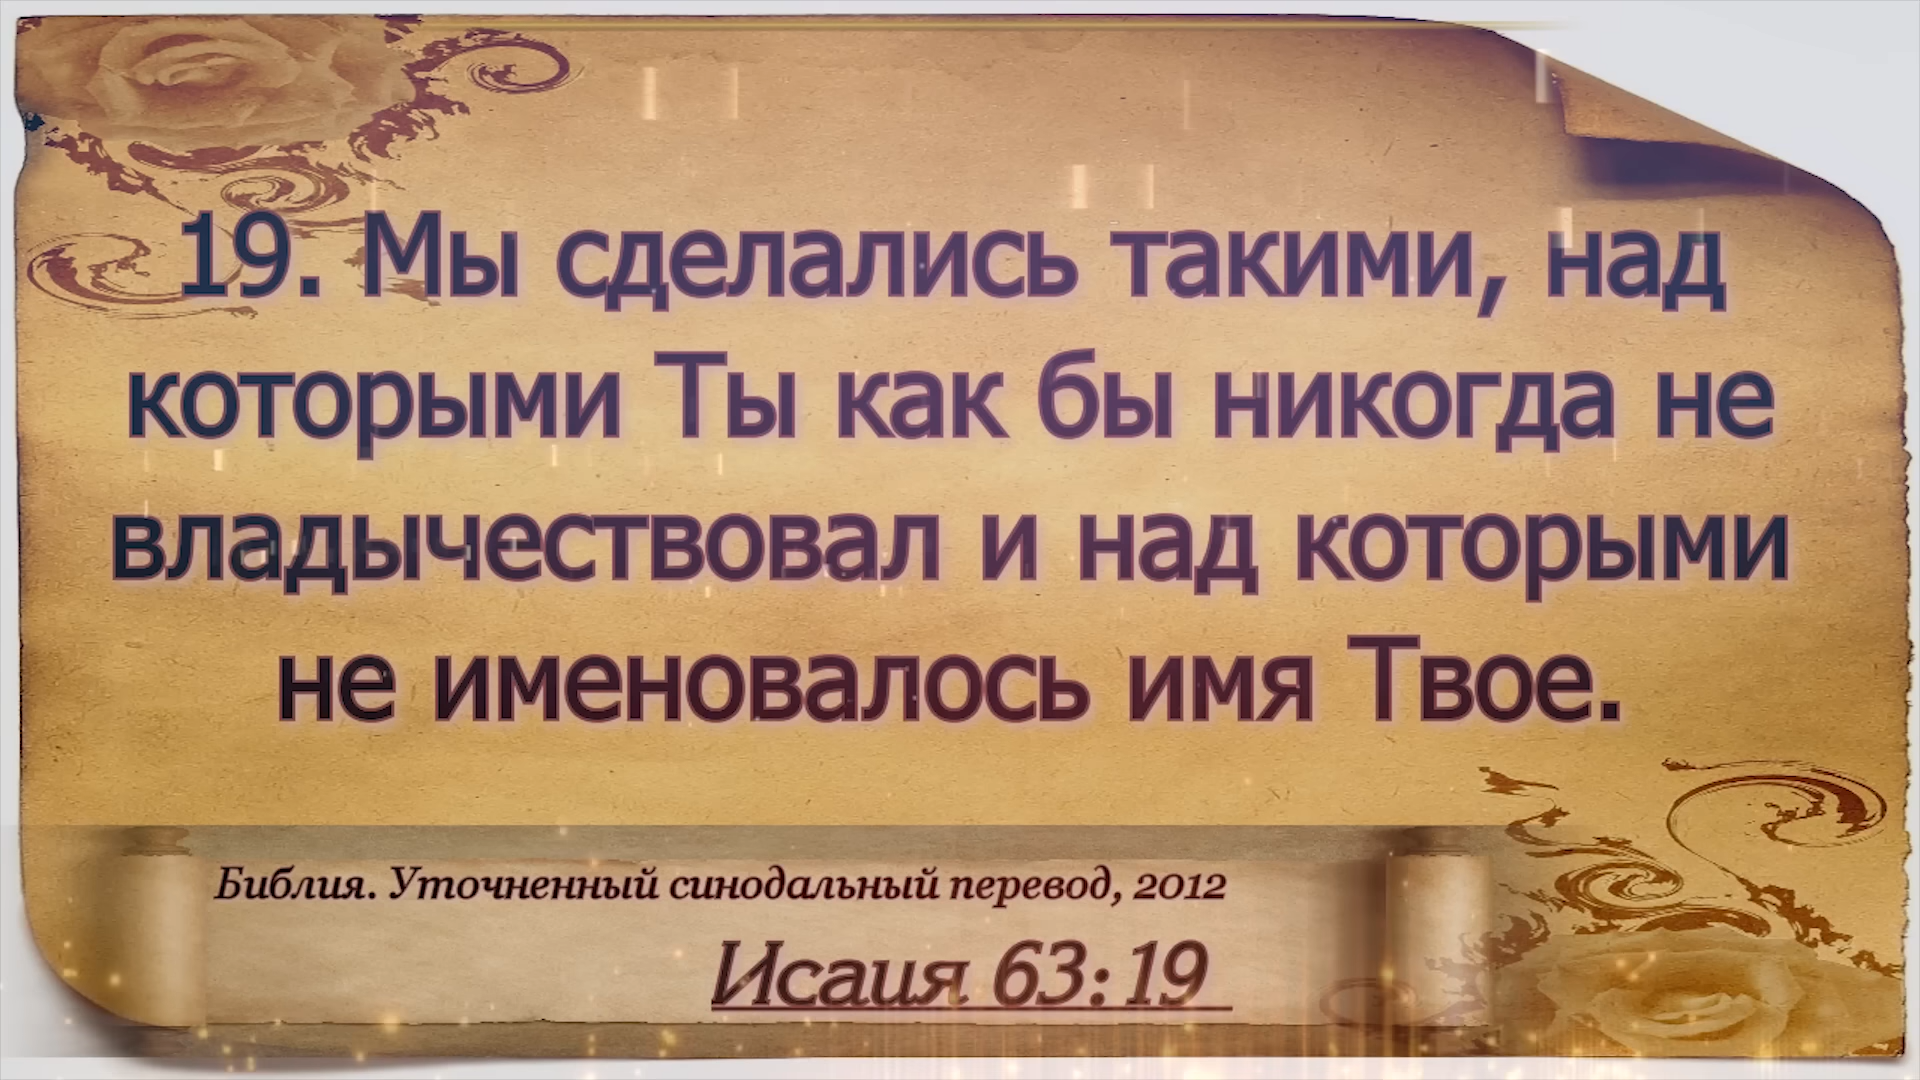 19. Мы сделались такими, над
которыми Ты как бы никогда не
владычествовал и над которыми
не именовалось имя Твое.
Библия. Уточненный синодальный перевод, 2012
Исаия 63:19